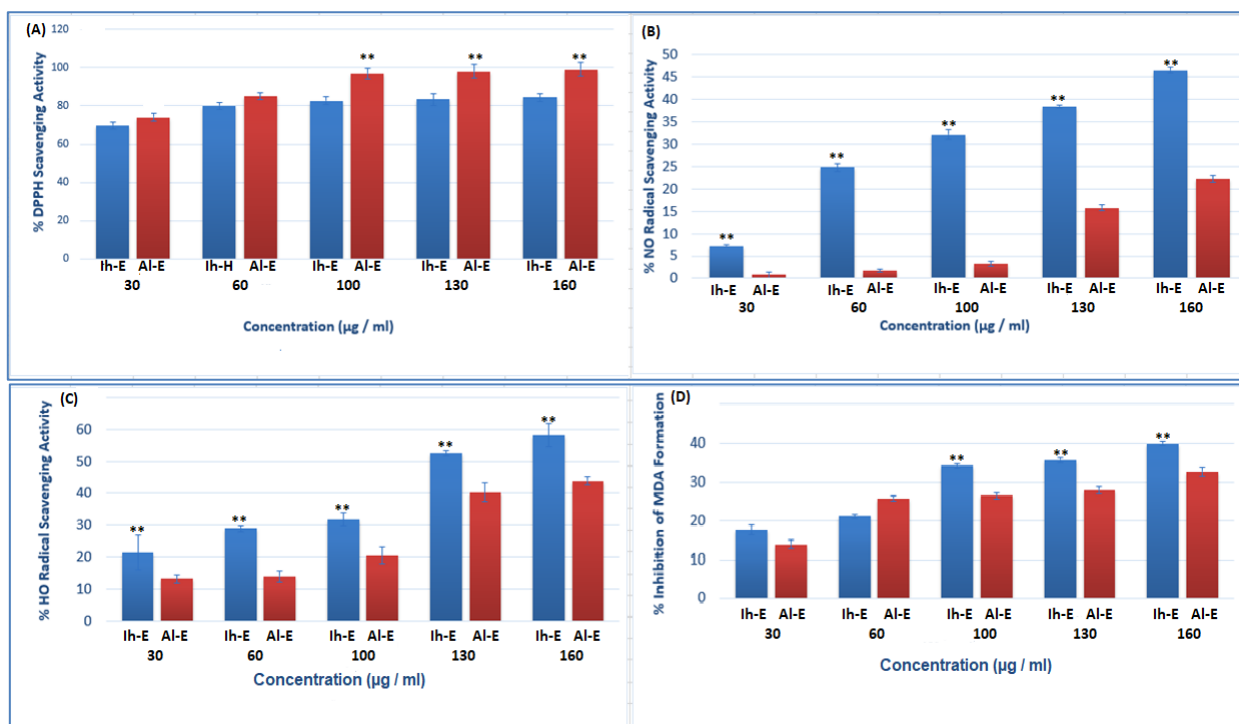 (A)
% DPPH Scavenging Activity
120
100
80
60
40
20
0
** ** **
Ih-E Al-E Ih-H Al-E Ih-E Al-E Ih-E Al-E Ih-E Al-E
30 60 100 130 160
Concentration (µg / ml)
(B)
% NO Radical Scavenging Activity
50
45
40
35
30
25
20
15
10
5
0
** ** ** ** **
Ih-E Al-E Ih-E Al-E Ih-E Al-E Ih-E Al-E Ih-E Al-E
30 60 100 130 160
Concentration (µg / ml)
(C)
% HO Radical Scavenging Activity
60
50
40
30
20
10
0
** ** ** ** **
Ih-E Al-E Ih-E Al-E Ih-E Al-E Ih-E Al-E Ih-E Al-E
30 60 100 130 160
Concentration (µg / ml)
(D)
% Inhibition of MDA Formation
40
30
20
10
0
** ** **
Ih-E Al-E Ih-E Al-E Ih-E Al-E Ih-E Al-E Ih-E Al-E
30 60 100 130 160
Concentration (µg / ml)